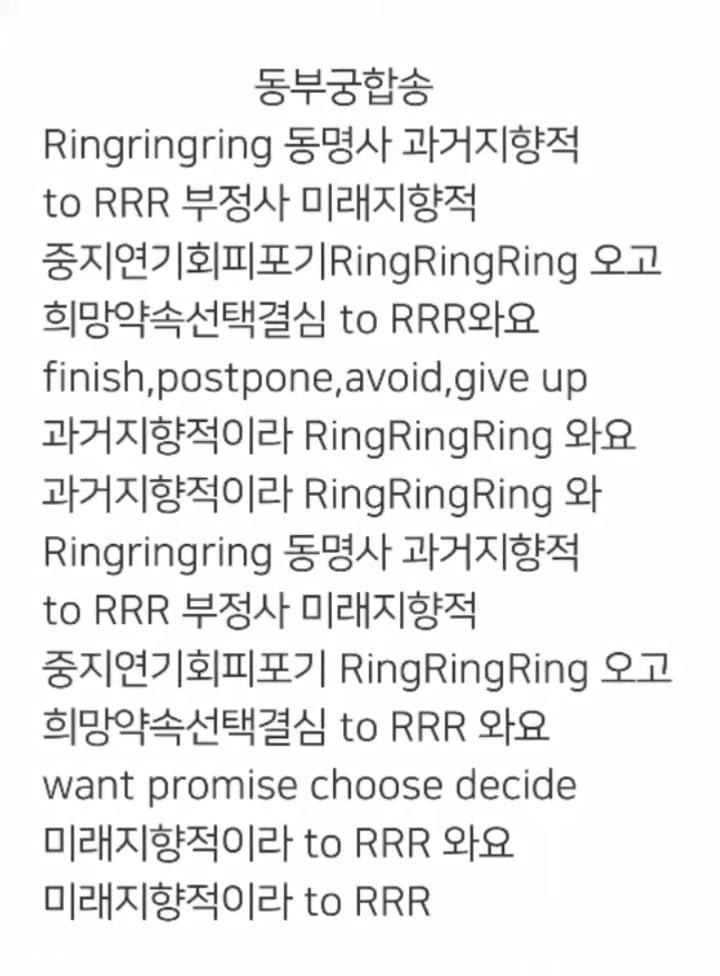 동부궁합송
Ringringring 동명사 과거지향적
to RRR 부정사 미래지향적
중지연기회피포기RingRingRing 오고
희망약속선택결심 to RRR와요
finish,postpone,avoid,give up
과거지향적이라 RingRingRing 와요
과거지향적이라 RingRingRing 와
Ringringring 동명사 과거지향적
to RRR 부정사 미래지향적
중지연기회피포기 RingRingRing 오고
희망약속선택결심 to RRR 와요
want promise choose decide
미래지향적이라 to RRR 와요
미래지향적이라 to RRR